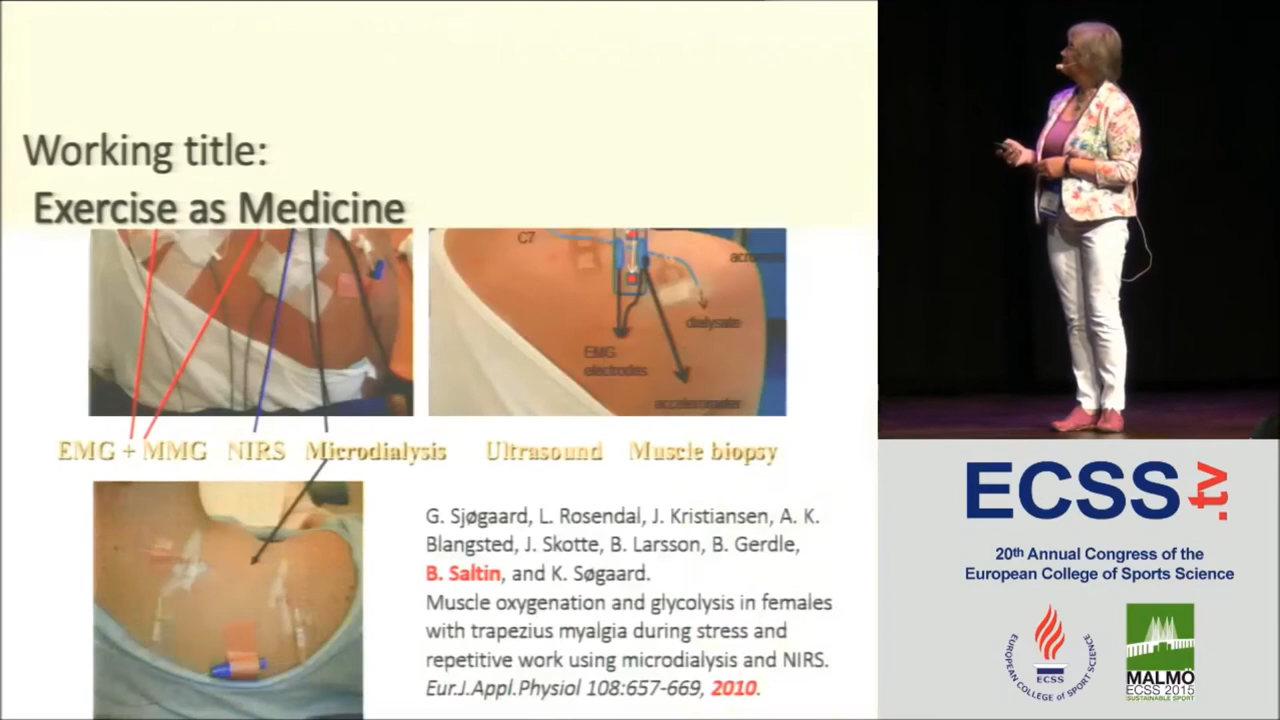 Working title:
Exercise as Medicine
C7
acrom
dialysate
EMG
electrodes
accelerometer
EMG + MMG NIRS Microdialysis Ultrasound Muscle biopsy
G. Sjøgaard, L. Rosendal, J. Kristiansen, A. K.
Blangsted, J. Skotte, B. Larsson, B. Gerdle,
B. Saltin, and K. Søgaard.
Muscle oxygenation and glycolysis in females
with trapezius myalgia during stress and
repetitive work using microdialysis and NIRS.
Eur.J.Appl.Physiol 108:657-669, 2010.
ECSS.tv
20th Annual Congress of the
European College of Sports Science
EUROPEAN COLLEGE OF SPORT SCIENCE
ECSS
MALMÖ
ECSS 2015
SUSTAINABLE SPORT